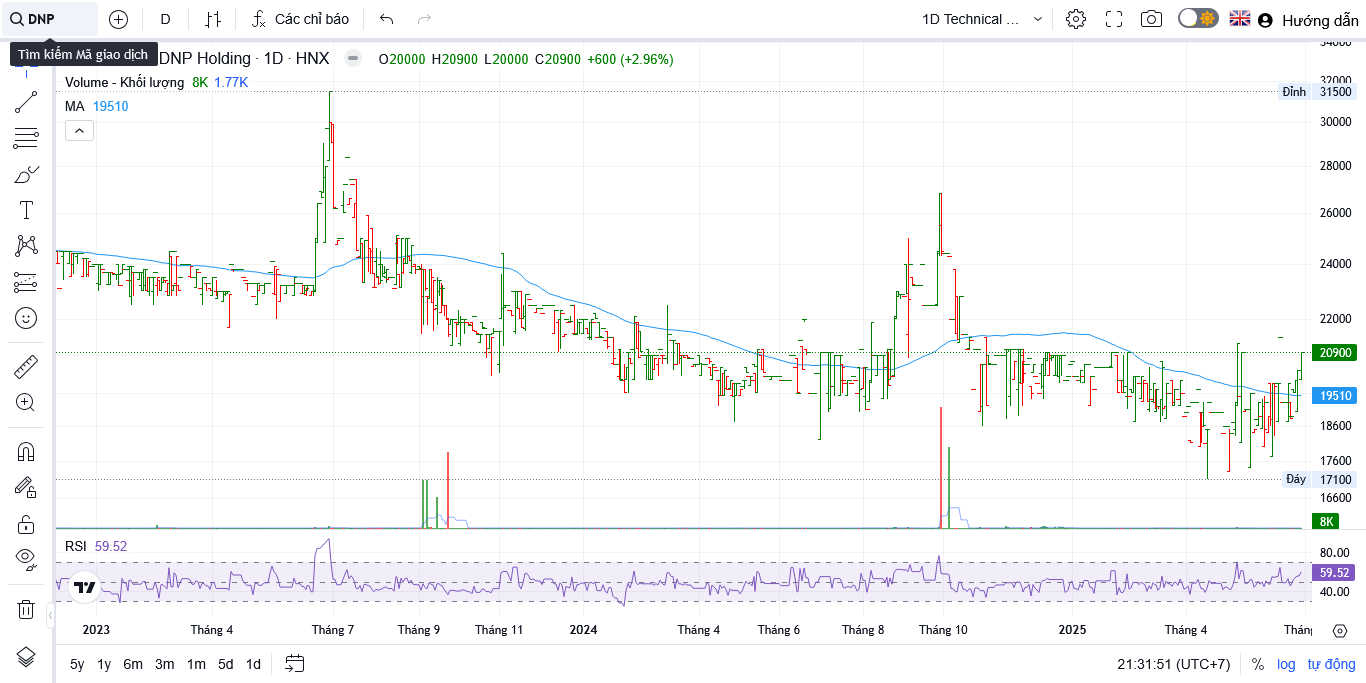 DNP
D
Các chỉ báo
1D Technical ...
Hướng dẫn
Tìm kiếm Mã giao dịch
DNP Holding · 1D · HNX
O20000 H20900 L20000 C20900 +600 (+2.96%)
Volume - Khối lượng 8K 1.77K
MA 19510
34000
32000
Đỉnh 31500
30000
28000
26000
24000
22000
20900
19510
18600
17600
Đáy 17100
16600
8K
RSI 59.52
80.00
59.52
40.00
2023 Tháng 4 Tháng 7 Tháng 9 Tháng 11 2024 Tháng 4 Tháng 6 Tháng 8 Tháng 10 2025 Tháng 4 Tháng
5y 1y 6m 3m 1m 5d 1d
21:31:51 (UTC+7) % log tự động